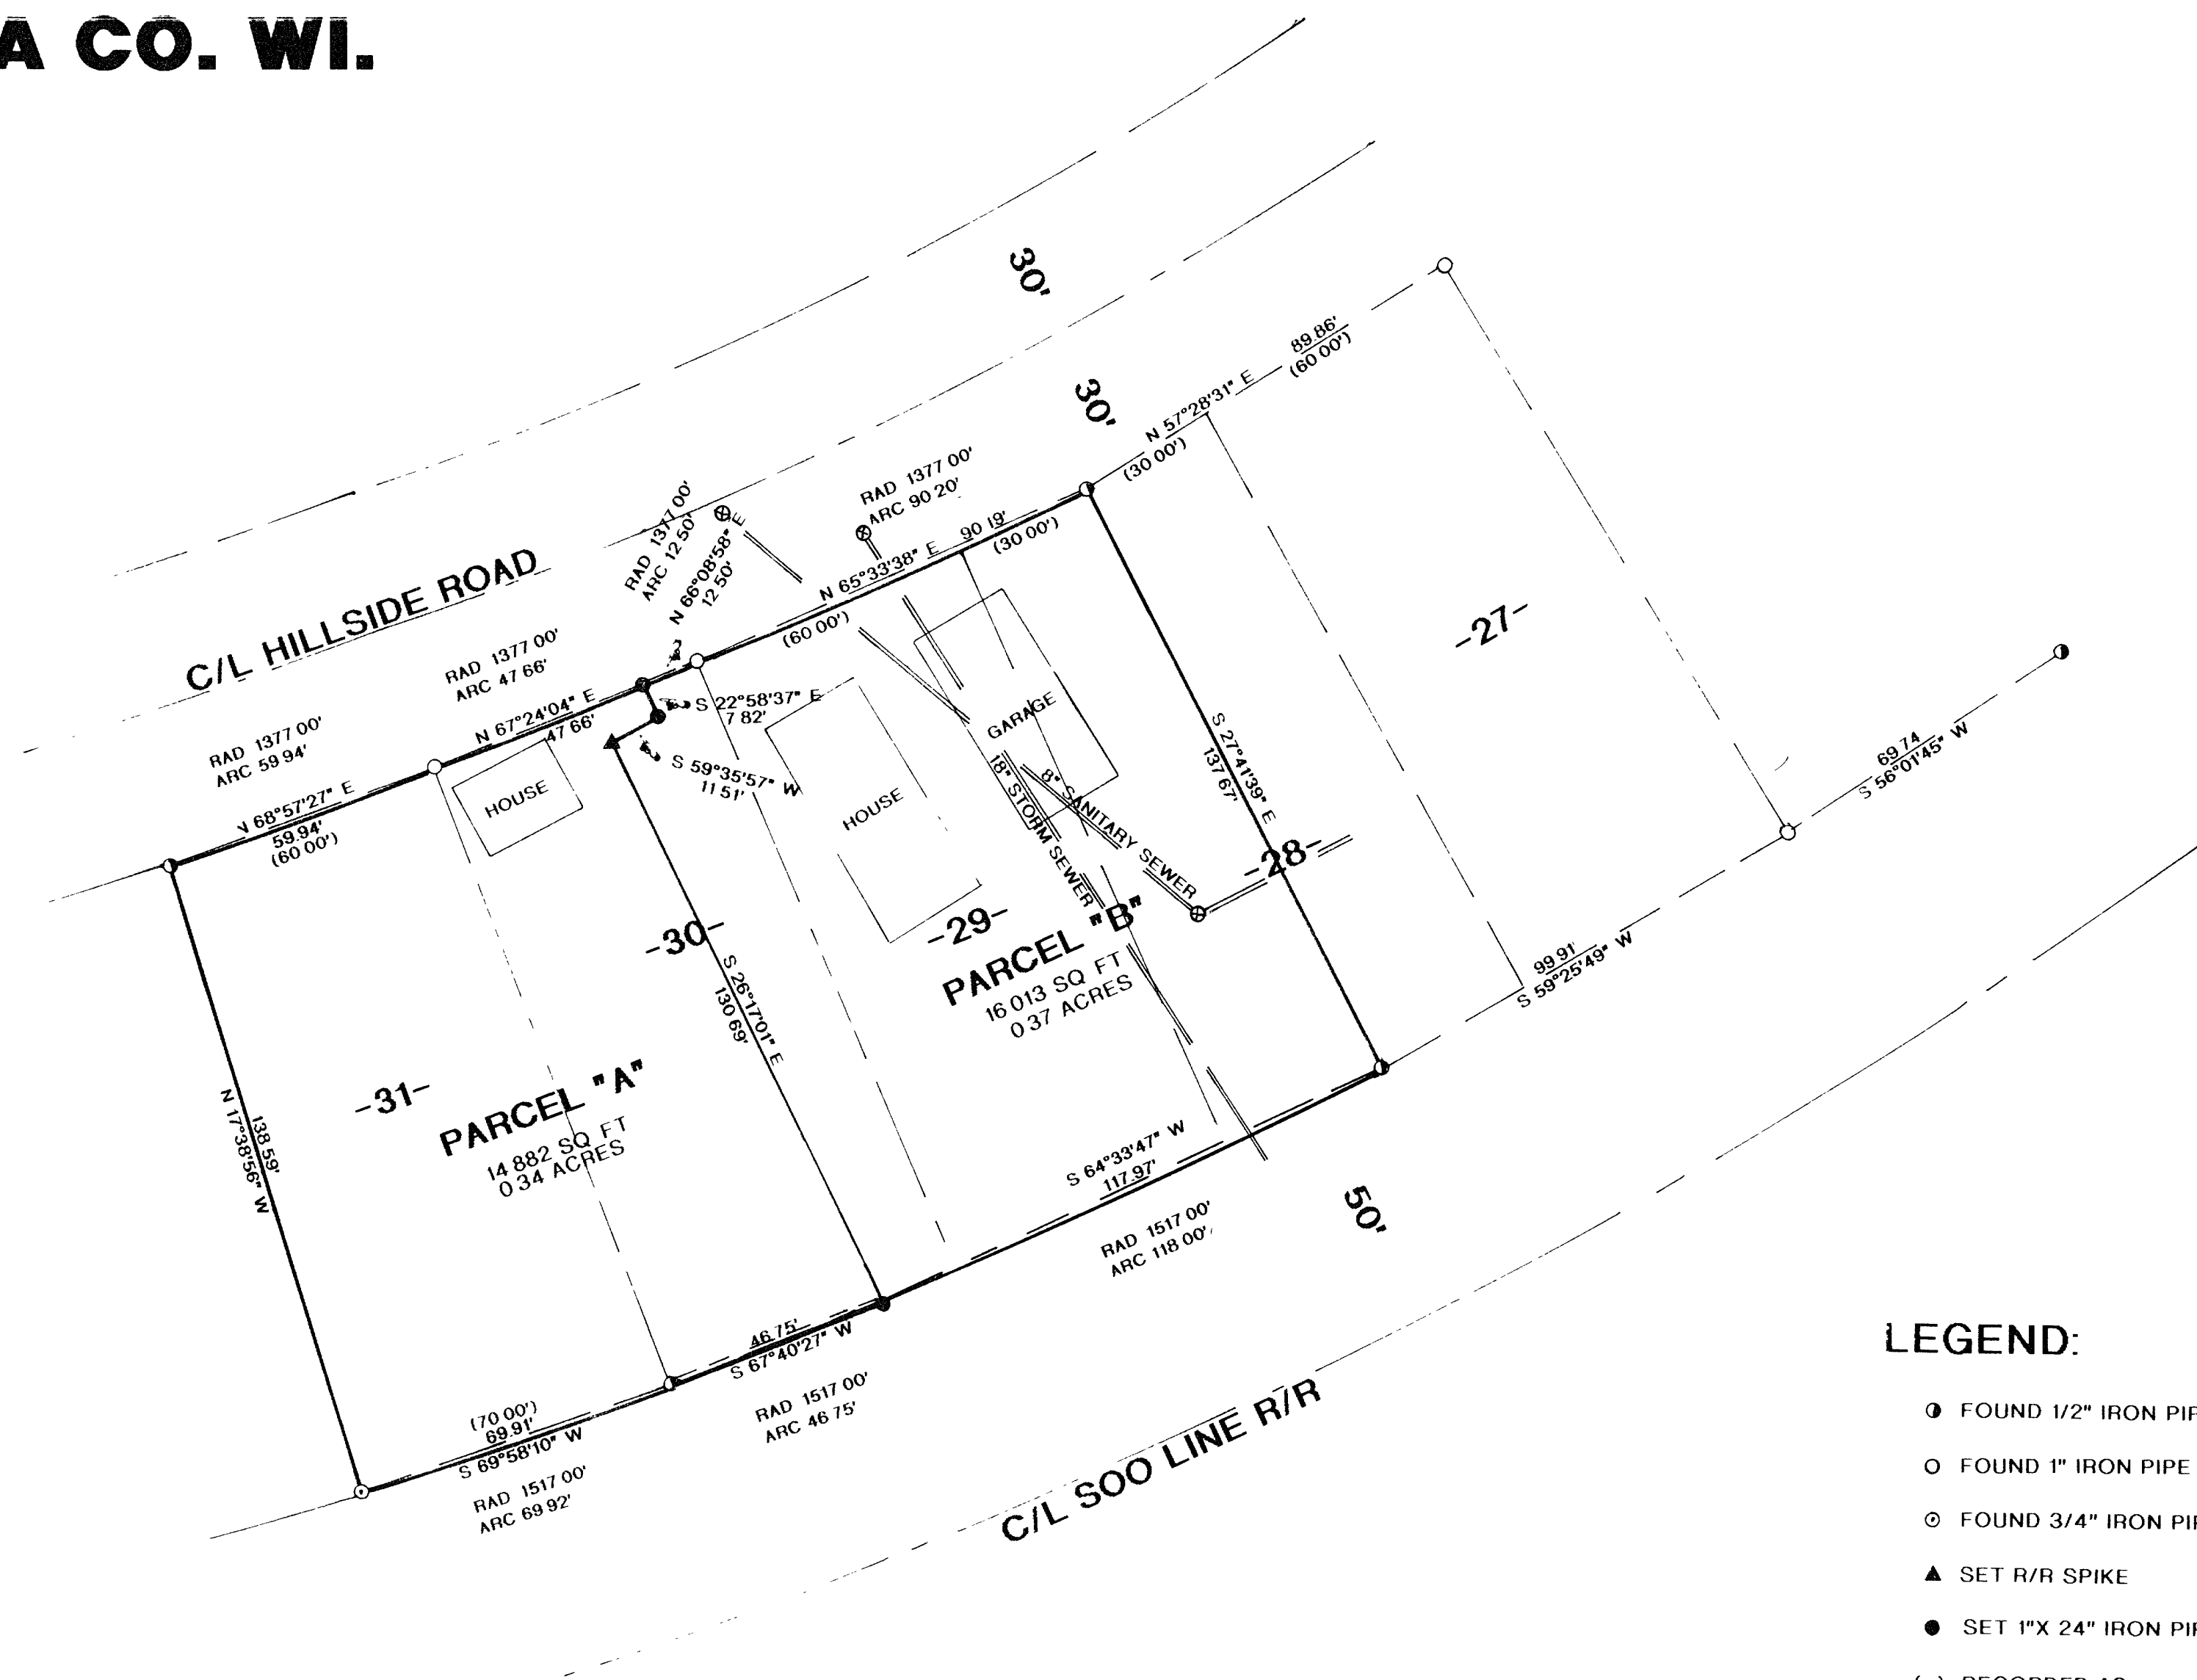 A CO. WI.
30'
30'
89.86'
(60 00')
N 57°28'31" E
(30 00')
RAD 1377 00'
ARC 90 20'
90 19'
N 65°33'38" E
(30 00')
(60 00')
RAD 1377 00'
ARC 12 50'
N 66°08'58" E
12 50'
C/L HILLSIDE ROAD
RAD 1377 00'
ARC 47 66'
N 67°24'04" E
47 66'
RAD 1377 00'
ARC 59 94'
N 68°57'27" E
59.94'
(60 00')
S 22°58'37" E
7 82'
S 59°35'57" W
11 51'
HOUSE
HOUSE
GARAGE
18" STORM SEWER
8" SANITARY SEWER
S 27°41'39" E
137 67'
-27-
-28-
-29-
-30-
-31-
69 74
S 56°01'45" W
99 91'
S 59°25'49" W
PARCEL "B"
16 013 SQ FT
0 37 ACRES
S 26°17'01" E
130 69'
PARCEL "A"
14 882 SQ FT
0 34 ACRES
138 59'
N 17°38'56" W
S 64°33'47" W
117.97'
RAD 1517 00'
ARC 118 00'
50'
46 75'
S 67°40'27" W
RAD 1517 00'
ARC 46 75'
(70 00')
69.91'
S 69°58'10" W
RAD 1517 00'
ARC 69 92'
C/L SOO LINE R/R
LEGEND:
FOUND 1/2" IRON PIP
FOUND 1" IRON PIPE
FOUND 3/4" IRON PIP
SET R/R SPIKE
SET 1"X 24" IRON PIP